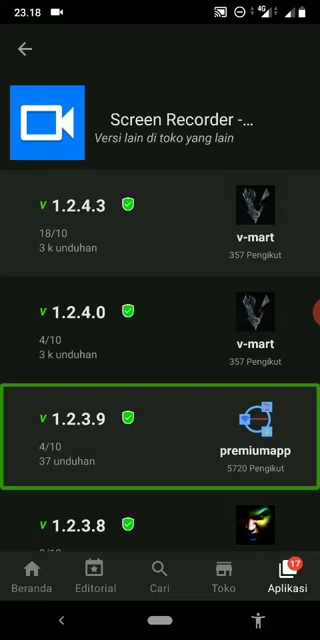 23.18
4G
Screen Recorder -...
Versi lain di toko yang lain
v 1.2.4.3
18/10
3 k unduhan
v-mart
357 Pengikut
v 1.2.4.0
4/10
3 k unduhan
v-mart
357 Pengikut
v 1.2.3.9
4/10
37 unduhan
premiumapp
5720 Pengikut
v 1.2.3.8
17
Beranda
Editorial
Cari
Toko
Aplikasi